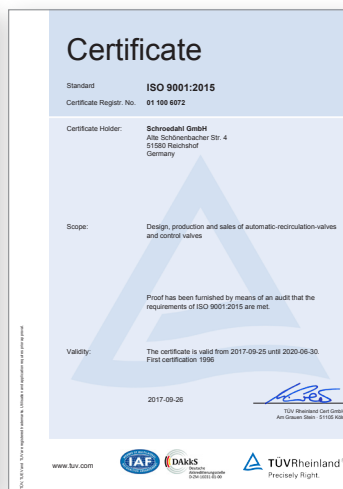 Certificate
Standard ISO 9001:2015
Certificate Registr. No. 01 100 6072
Certificate Holder: Schroedahl GmbH
Alte Schönenbacher Str. 4
51580 Reichshof
Germany
Scope: Design, production and sales of automatic-recirculation-valves
and control valves
Proof has been furnished by means of an audit that the
requirements of ISO 9001:2015 are met.
Validity: The certificate is valid from 2017-09-25 until 2020-06-30.
First certification 1996
2017-09-26
TÜV Rheinland Cert GmbH
Am Grauen Stein · 51105 Köln
www.tuv.com
IAF
DAkkS
Deutsche
Akkreditierungsstelle
TÜVRheinland
Precisely Right.